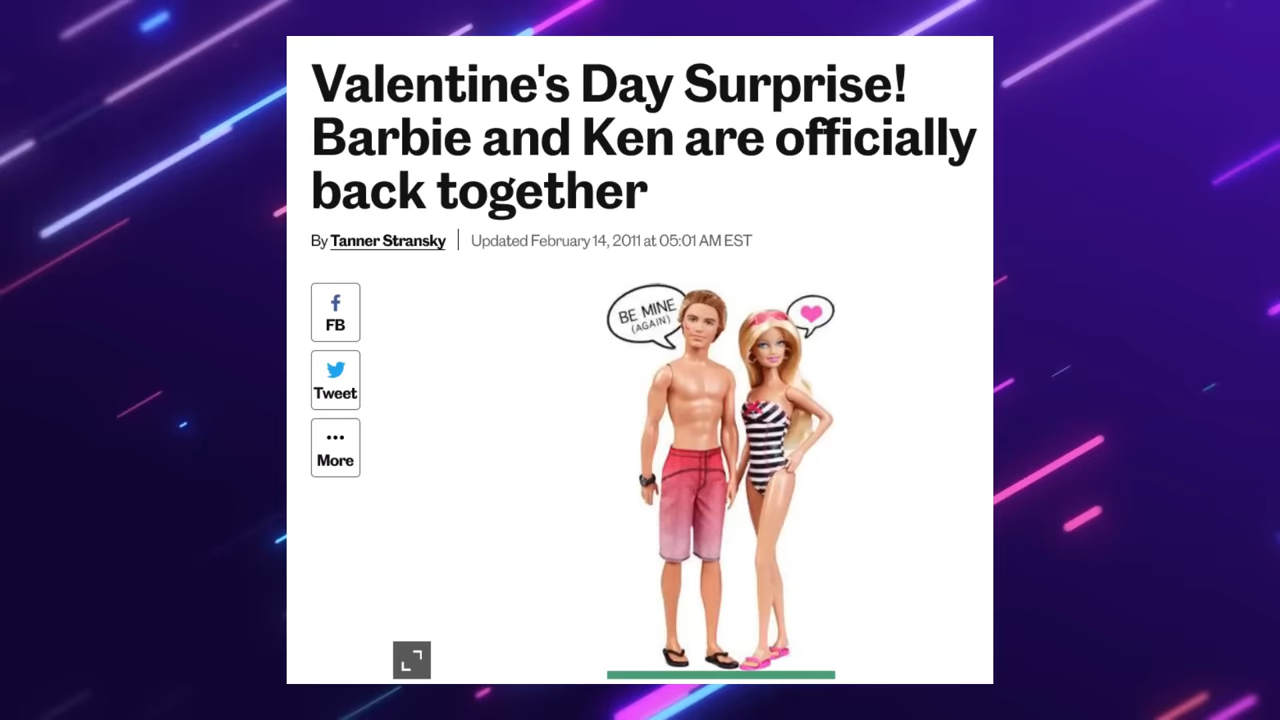 Valentine's Day Surprise!
Barbie and Ken are officially
back together
By Tanner Stransky | Updated February 14, 2011 at 05:01 AM EST
FB
Tweet
More
BE MINE
(AGAIN)